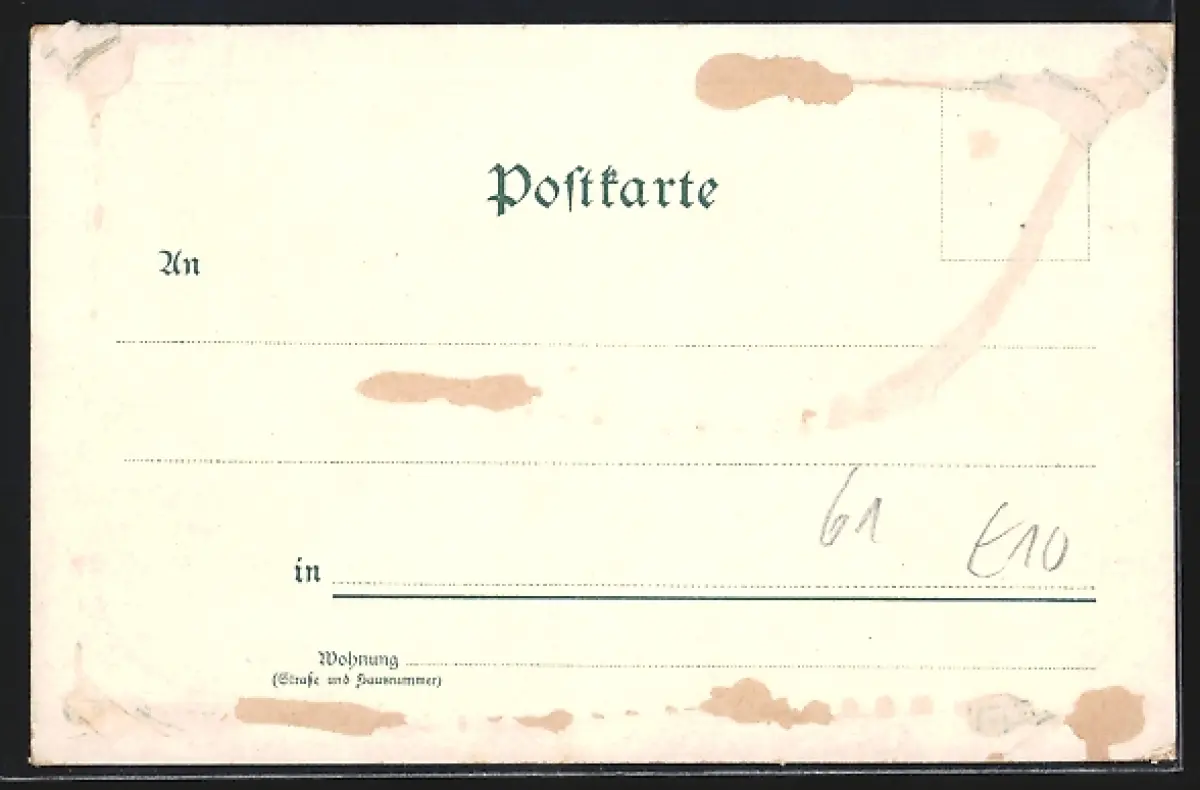 Postkarte
An
61
€10
in
Wohnung
(Straße und Hausnummer)